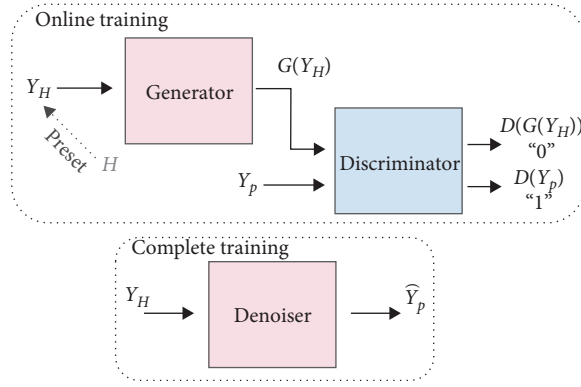 Online training
Y_H
Generator
G(Y_H)
Preset
H
Y_p
Discriminator
D(G(Y_H))
“0”
D(Y_p)
“1”
Complete training
Y_H
Denoiser
Ŷ_p